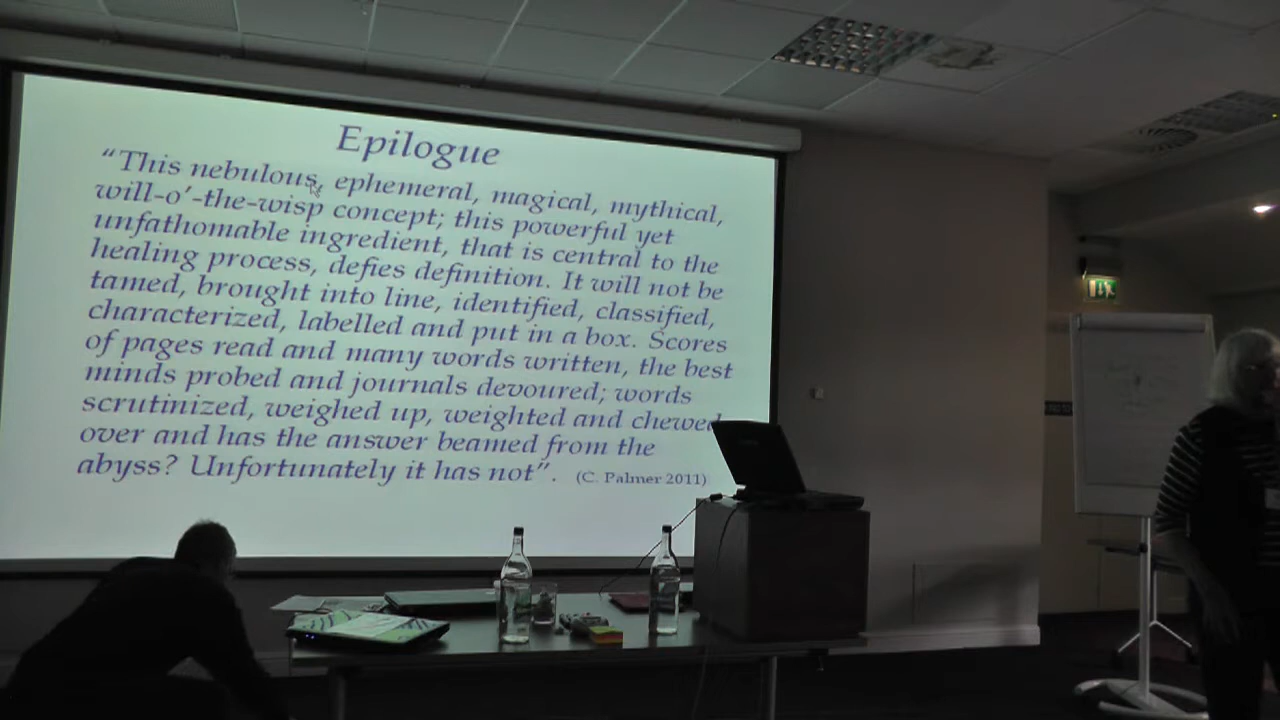 Epilogue
“This nebulous, ephemeral, magical, mythical,
will-o’-the-wisp concept; this powerful yet
unfathomable ingredient, that is central to the
healing process, defies definition. It will not be
tamed, brought into line, identified, classified,
characterized, labelled and put in a box. Scores
of pages read and many words written, the best
minds probed and journals devoured; words
scrutinized, weighed up, weighted and chewed
over and has the answer beamed from the
abyss? Unfortunately it has not”. (C. Palmer 2011)